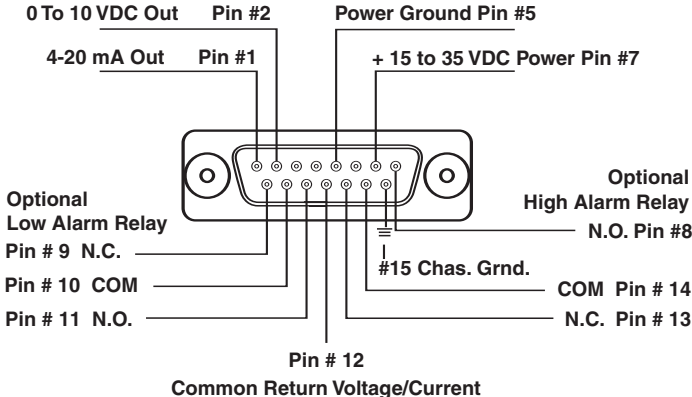 0 To 10 VDC Out Pin #2
Power Ground Pin #5
4-20 mA Out Pin #1
+ 15 to 35 VDC Power Pin #7
Optional
Low Alarm Relay
Pin # 9 N.C.
Pin # 10 COM
Pin # 11 N.O.
Optional
High Alarm Relay
N.O. Pin #8
#15 Chas. Grnd.
COM Pin # 14
N.C. Pin # 13
Pin # 12
Common Return Voltage/Current